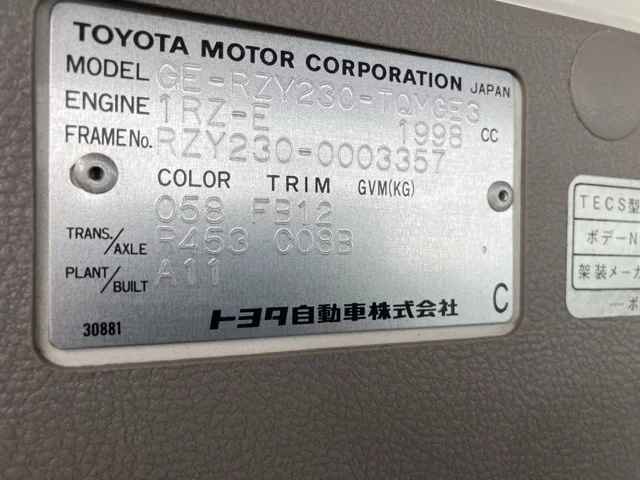 TOYOTA MOTOR CORPORATION JAPAN
MODEL GE-RZY230-TQMGE3
ENGINE 1RZ-E 1998 CC
FRAME No. RZY230-0003357
COLOR TRIM GVM(KG)
058 FB12
TRANS./AXLE R453 C08B
PLANT/BUILT A11
30881 トヨタ自動車株式会社 C
TECS型
ボデーN
架装メーカ